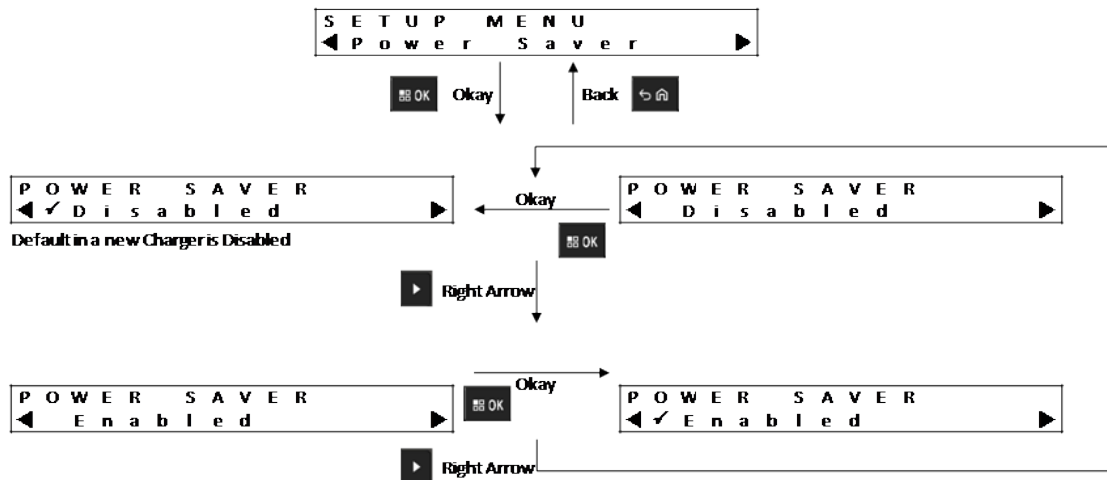 SETUP MENU
◀Power Saver ▶
OK Okay Back
POWER SAVER
◀✓Disabled ▶
Default in a new Charger is Disabled
Okay
OK
POWER SAVER
◀ Disabled ▶
▶ Right Arrow
POWER SAVER
◀ Enabled ▶
Okay
OK
POWER SAVER
◀✓Enabled ▶
▶ Right Arrow